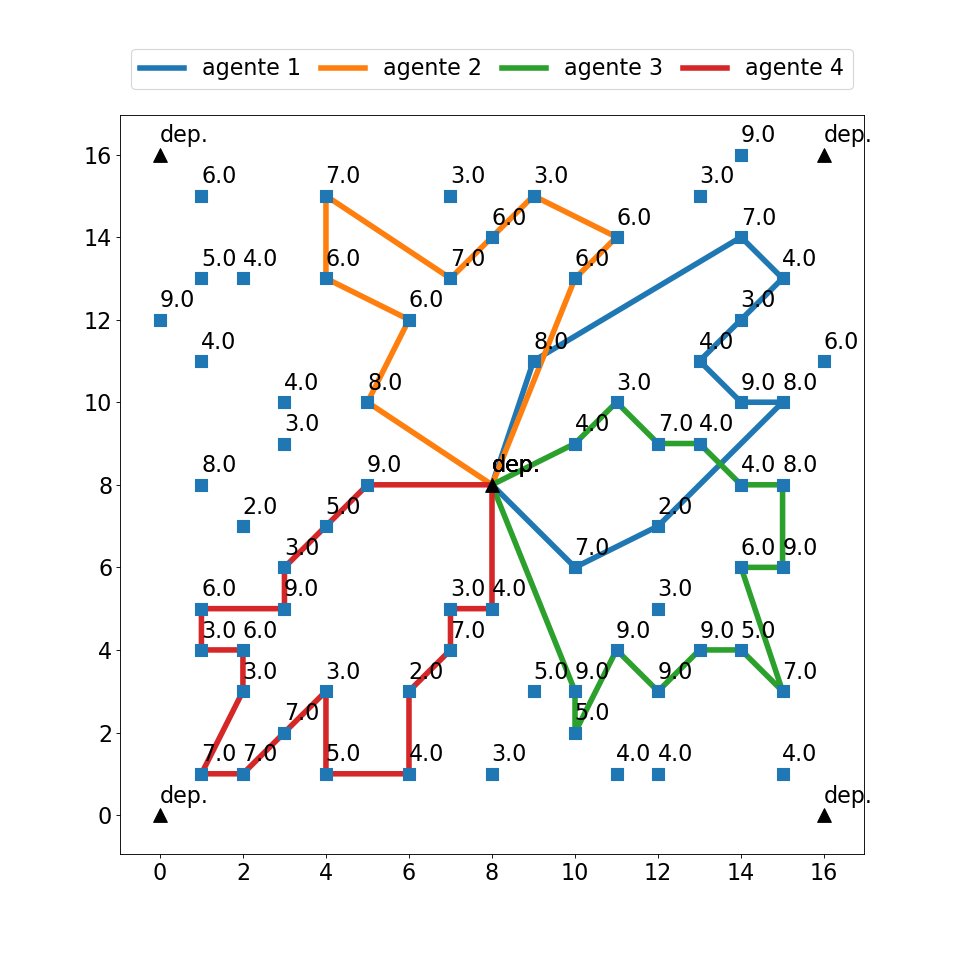 agente 1 agente 2 agente 3 agente 4
dep. 9.0 dep.
16
6.0 7.0 3.0 3.0 3.0
6.0 6.0 7.0
14
5.0 4.0 6.0 7.0 6.0 4.0
9.0 6.0 3.0
12
4.0 8.0 4.0 6.0
4.0 8.0 3.0 9.0 8.0
10
3.0 4.0 7.0 4.0
8.0 9.0 dep. 4.0 8.0
8
2.0 5.0 2.0
3.0 7.0 6.0 9.0
6
6.0 9.0 3.0 4.0 3.0
3.0 6.0 7.0 9.0 9.0 5.0
4
3.0 3.0 2.0 5.0 9.0 9.0 7.0
7.0 5.0
2
7.0 7.0 5.0 4.0 3.0 4.0 4.0 4.0
dep. dep.
0
0 2 4 6 8 10 12 14 16